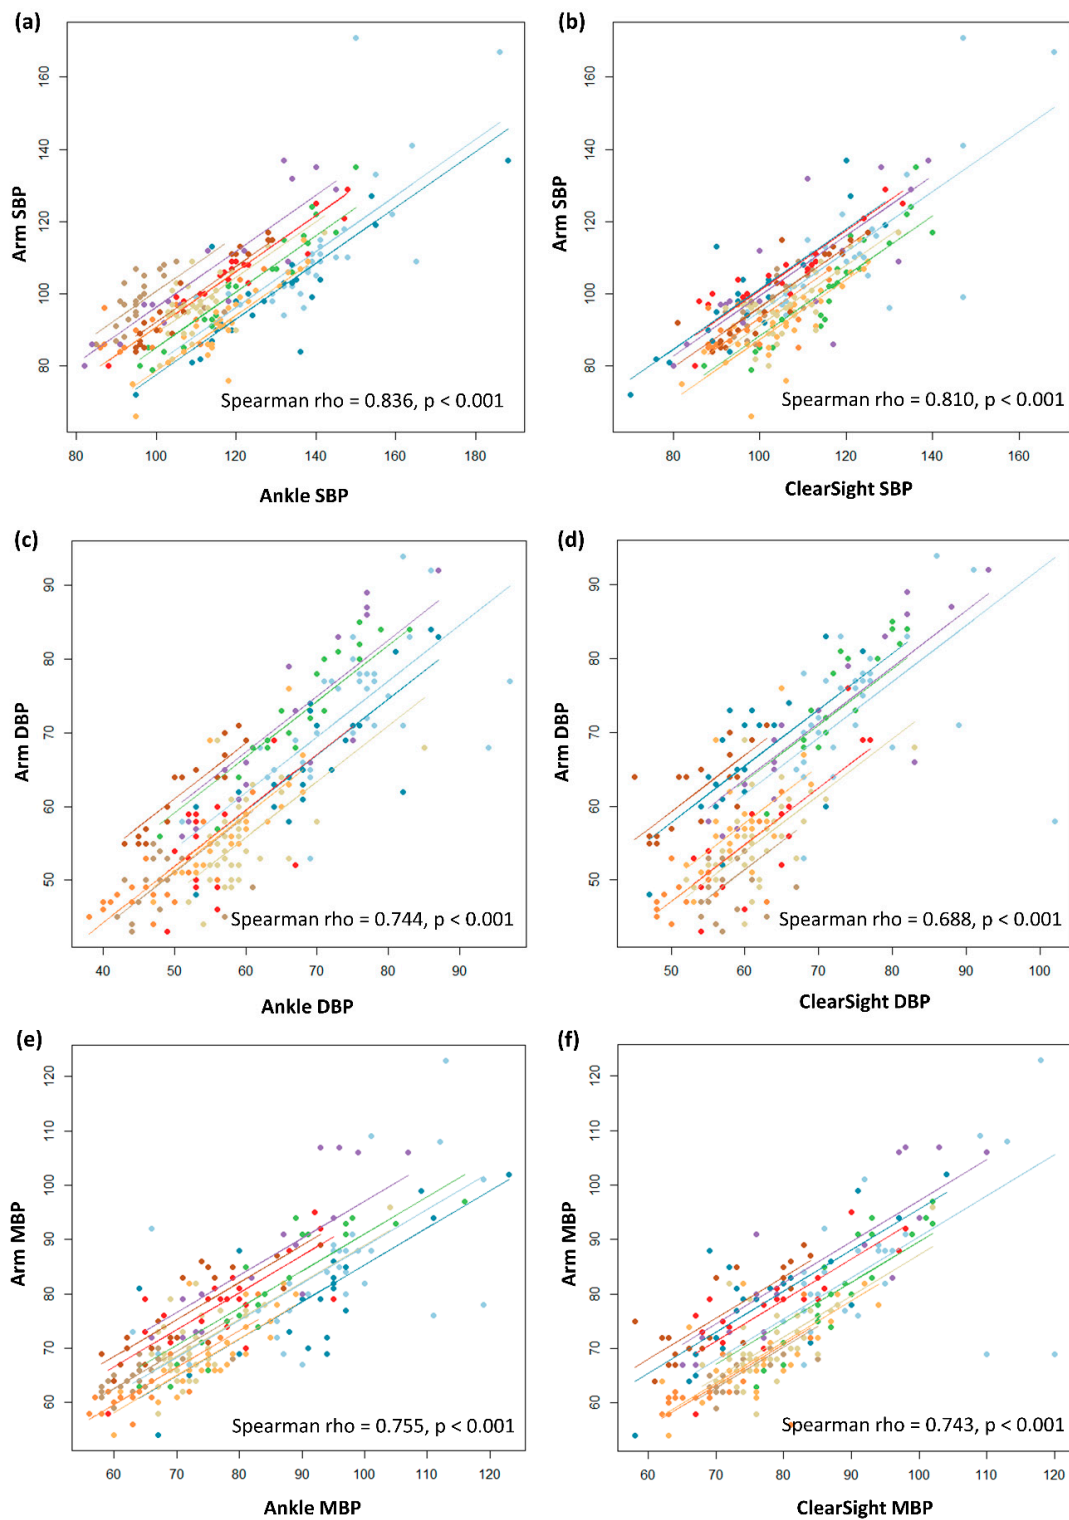 (a)
(b)
Arm SBP
80 100 120 140 160
Spearman rho = 0.836, p < 0.001
80 100 120 140 160 180
Ankle SBP
Arm SBP
80 100 120 140 160
Spearman rho = 0.810, p < 0.001
80 100 120 140 160
ClearSight SBP
(c)
(d)
Arm DBP
50 60 70 80 90
Spearman rho = 0.744, p < 0.001
40 50 60 70 80 90
Ankle DBP
Arm DBP
50 60 70 80 90
Spearman rho = 0.688, p < 0.001
50 60 70 80 90 100
ClearSight DBP
(e)
(f)
Arm MBP
60 70 80 90 100 110 120
Spearman rho = 0.755, p < 0.001
60 70 80 90 100 110 120
Ankle MBP
Arm MBP
60 70 80 90 100 110 120
Spearman rho = 0.743, p < 0.001
60 70 80 90 100 110 120
ClearSight MBP